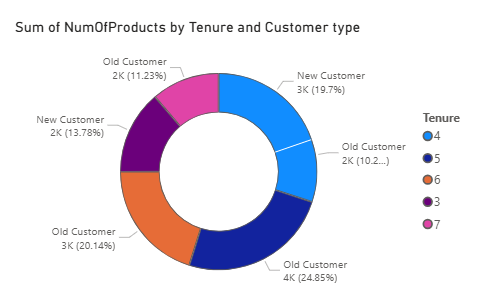 Sum of NumOfProducts by Tenure and Customer type
Old Customer
2K (11.23%)
New Customer
3K (19.7%)
New Customer
2K (13.78%)
Old Customer
2K (10.2...)
Old Customer
3K (20.14%)
Old Customer
4K (24.85%)
Tenure
4
5
6
3
7